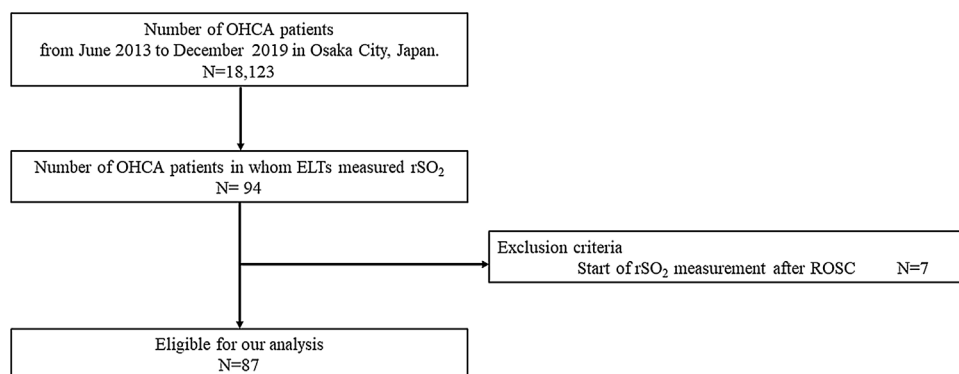 Number of OHCA patients
from June 2013 to December 2019 in Osaka City, Japan.
N=18,123
Number of OHCA patients in whom ELTs measured rSO₂
N= 94
Exclusion criteria
Start of rSO₂ measurement after ROSC N=7
Eligible for our analysis
N=87